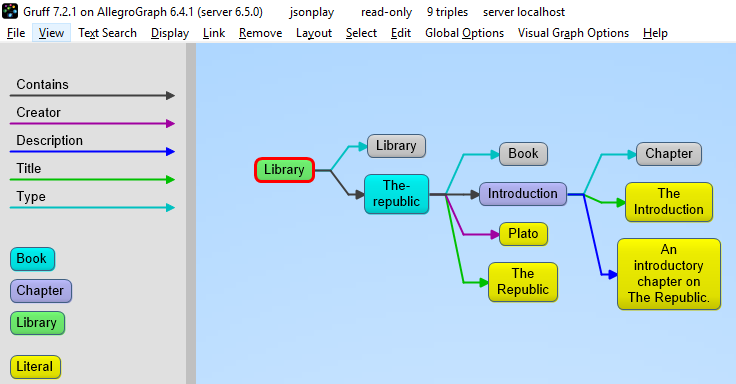 Gruff 7.2.1 on AllegroGraph 6.4.1 (server 6.5.0) jsonplay read-only 9 triples server localhost
File View Text Search Display Link Remove Layout Select Edit Global Options Visual Graph Options Help
Contains
Creator
Description
Title
Type
Book
Chapter
Library
Literal
Library
Library
The-
republic
Book
Introduction
Plato
The
Republic
Chapter
The
Introduction
An
introductory
chapter on
The Republic.